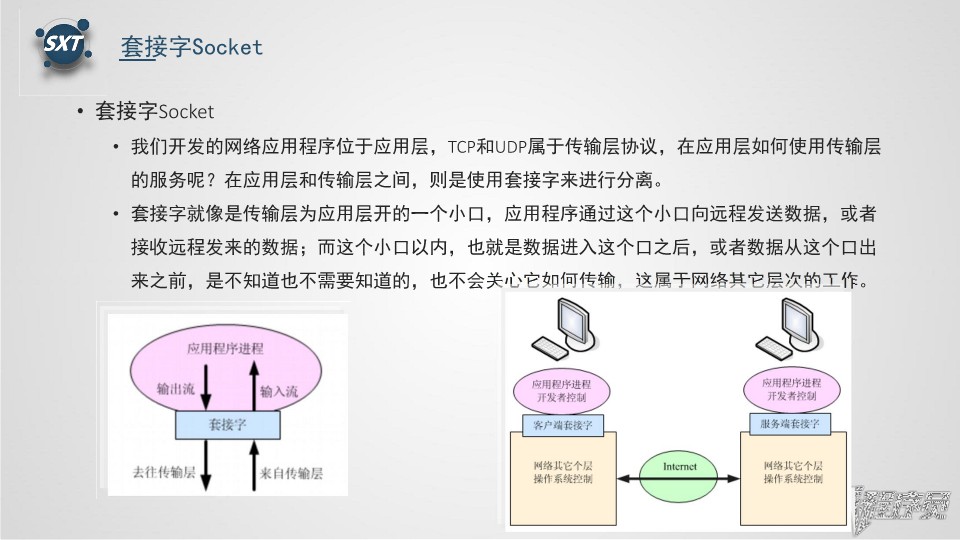 SXT
套接字Socket
• 套接字Socket
• 我们开发的网络应用程序位于应用层，TCP和UDP属于传输层协议，在应用层如何使用传输层
的服务呢？在应用层和传输层之间，则是使用套接字来进行分离。
• 套接字就像是传输层为应用层开的一个小口，应用程序通过这个小口向远程发送数据，或者
接收远程发来的数据；而这个小口以内，也就是数据进入这个口之后，或者数据从这个口出
来之前，是不知道也不需要知道的，也不会关心它如何传输，这属于网络其它层次的工作。
应用程序进程
输出流
输入流
套接字
去往传输层
来自传输层
应用程序进程
开发者控制
客户端套接字
网络其它个层
操作系统控制
Internet
应用程序进程
开发者控制
服务端套接字
网络其它个层
操作系统控制